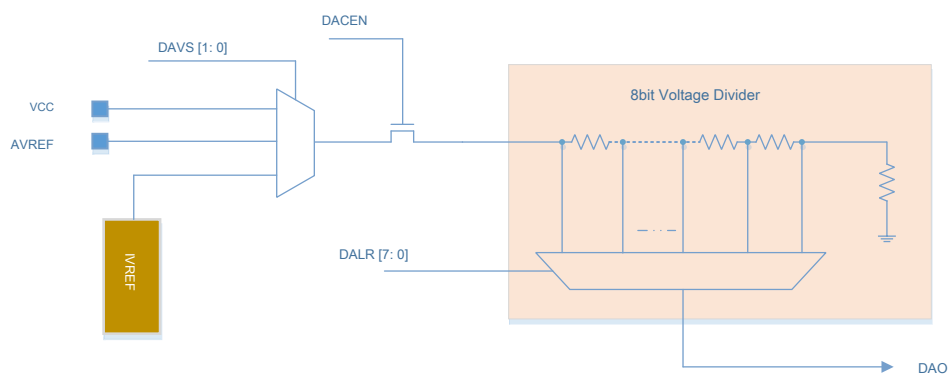 DACEN
DAVS [1: 0]
8bit Voltage Divider
VCC
AVREF
IVREF
DALR [7: 0]
DAO